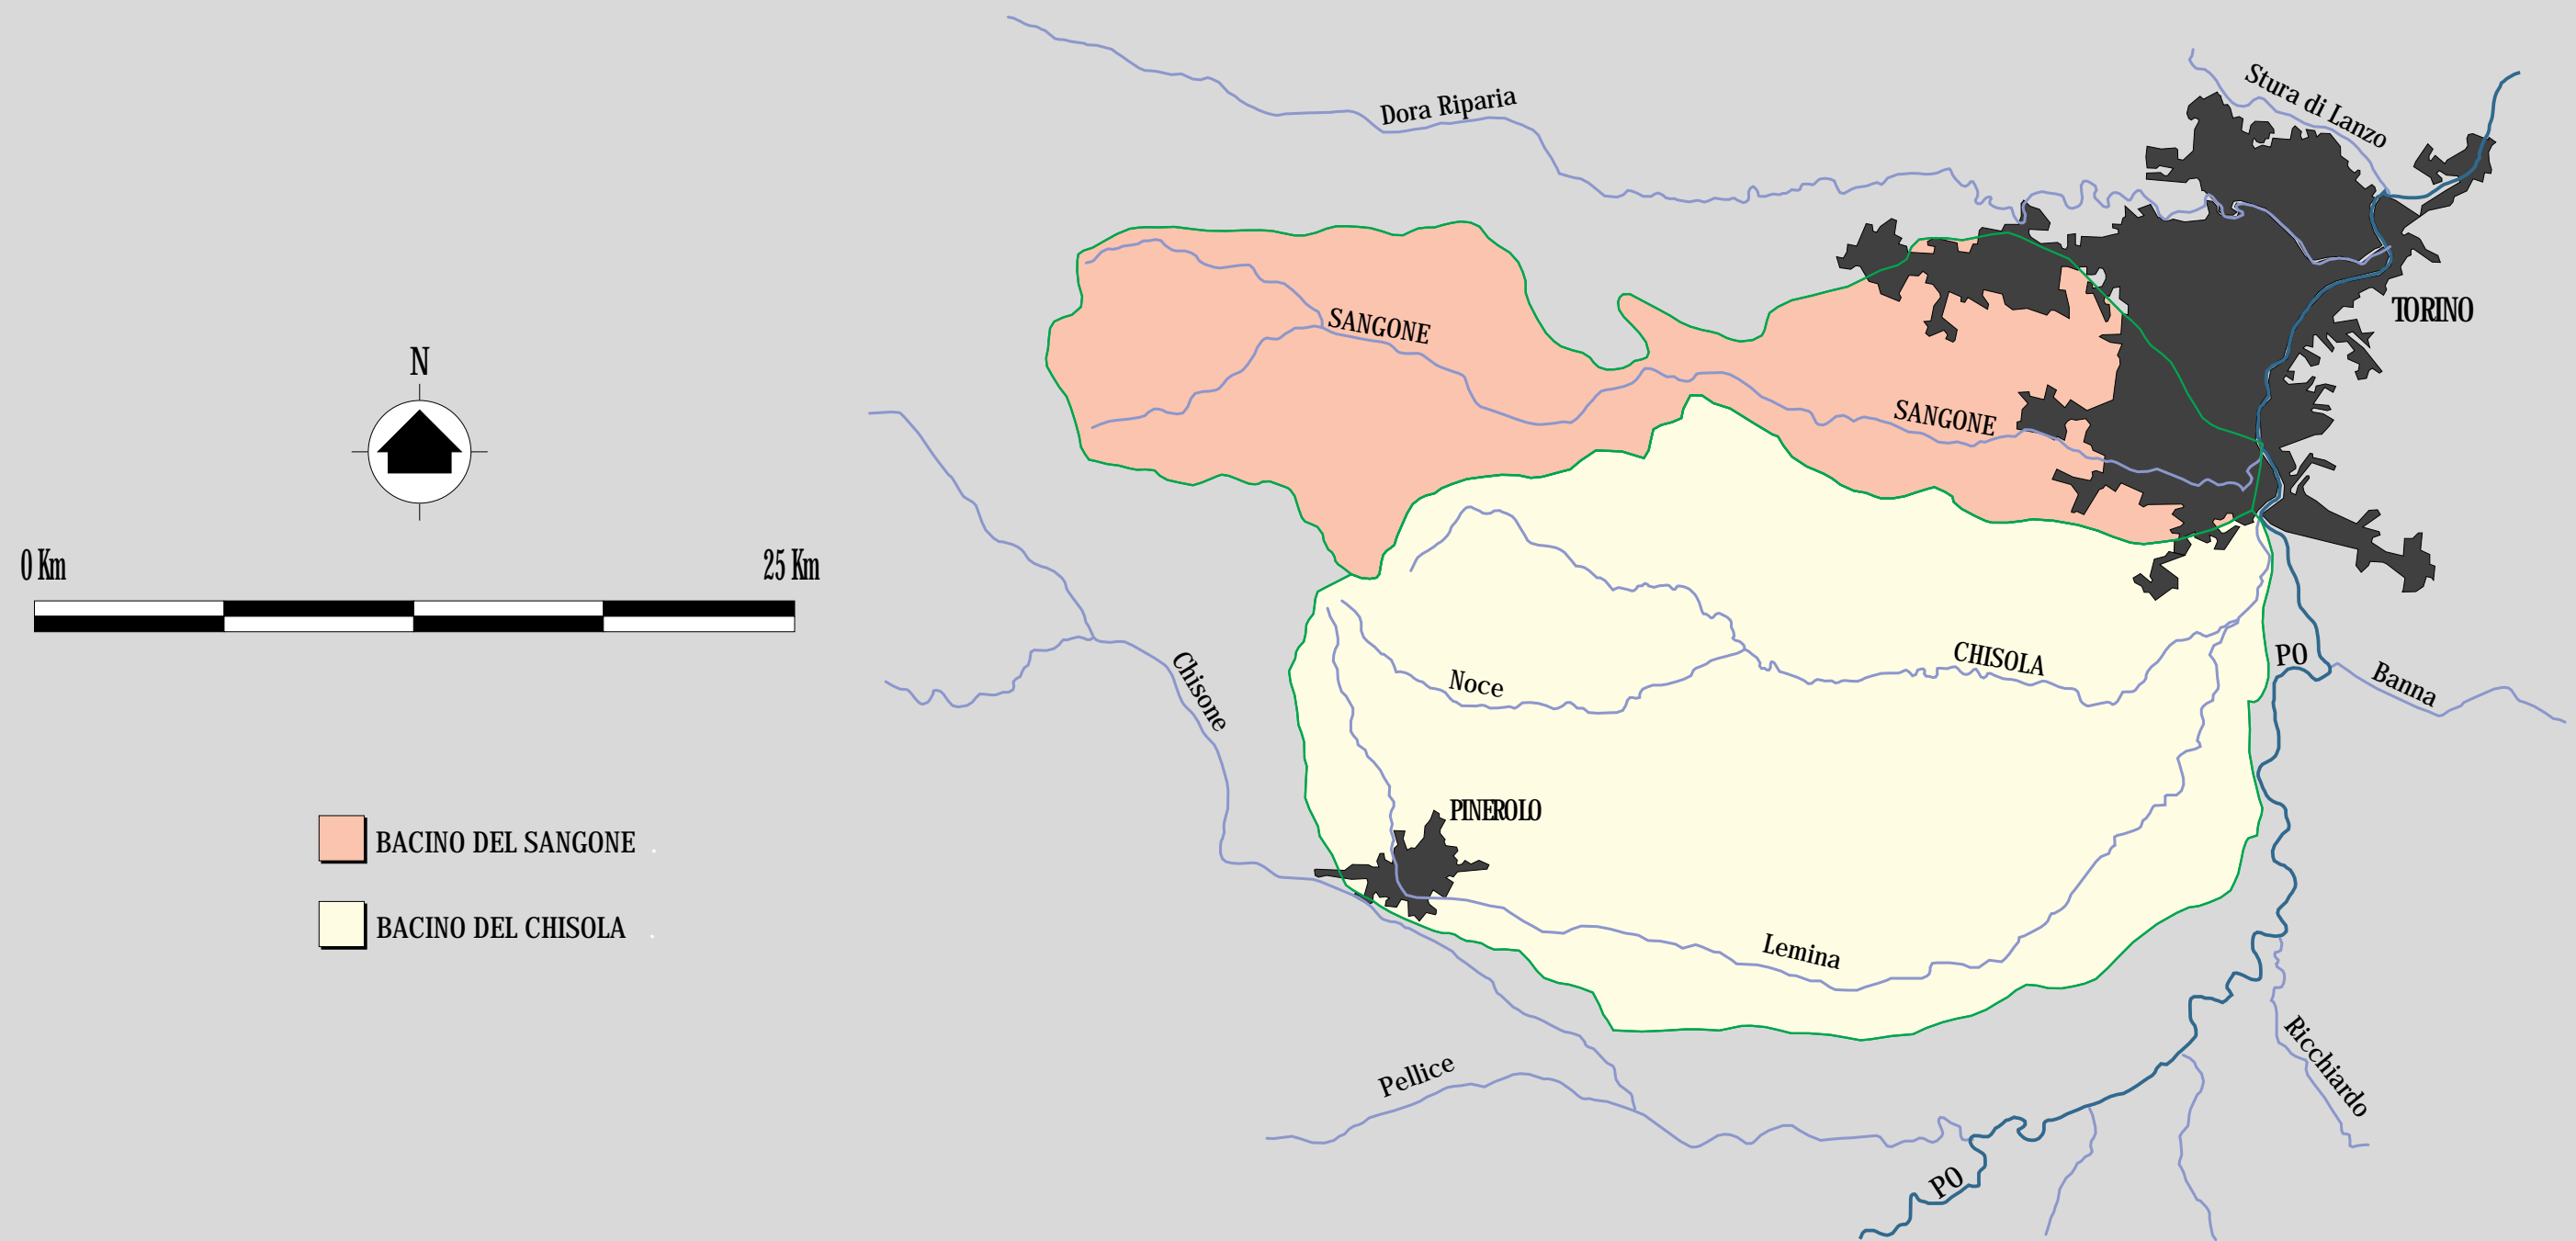 Stura di Lanzo
Dora Riparia
TORINO
SANGONE
N
SANGONE
0 Km
25 Km
CHISOLA
PO
Banna
Noce
Chisone
PINEROLO
BACINO DEL SANGONE
BACINO DEL CHISOLA
Lemina
Ricchiardo
Pellice
PO